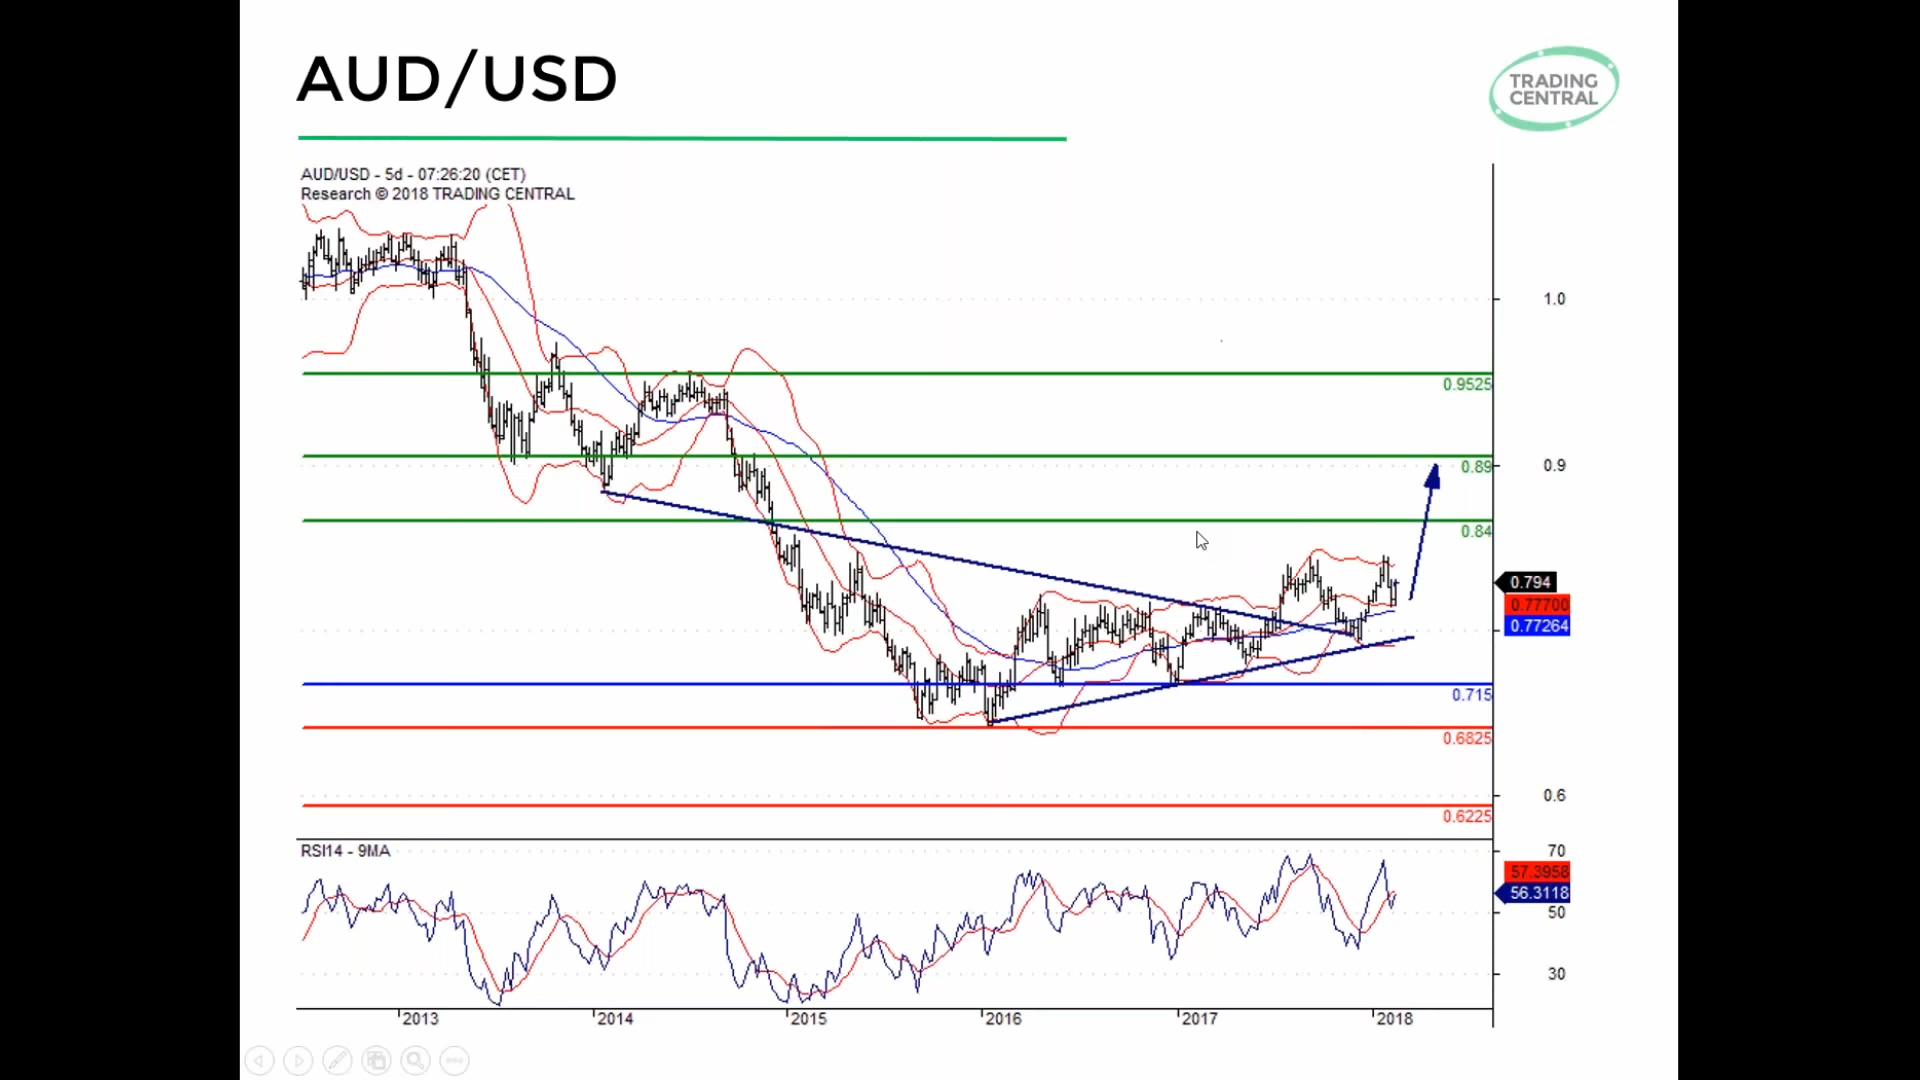 AUD/USD
TRADING
CENTRAL
AUD/USD - 5d - 07:26:20 (CET)
Research © 2018 TRADING CENTRAL
1.0
0.9525
0.89
0.9
0.84
0.794
0.77700
0.77264
0.715
0.6825
0.6
0.6225
RSI14 - 9MA
70
57.3958
56.3118
50
30
2013 2014 2015 2016 2017 2018